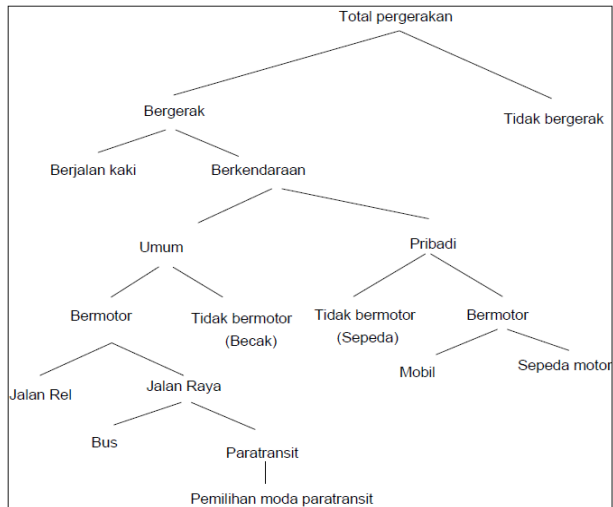 Total pergerakan
Bergerak
Tidak bergerak
Berjalan kaki
Berkendaraan
Umum
Pribadi
Bermotor
Tidak bermotor
(Becak)
Tidak bermotor
(Sepeda)
Bermotor
Jalan Rel
Jalan Raya
Mobil
Sepeda motor
Bus
Paratransit
Pemilihan moda paratransit